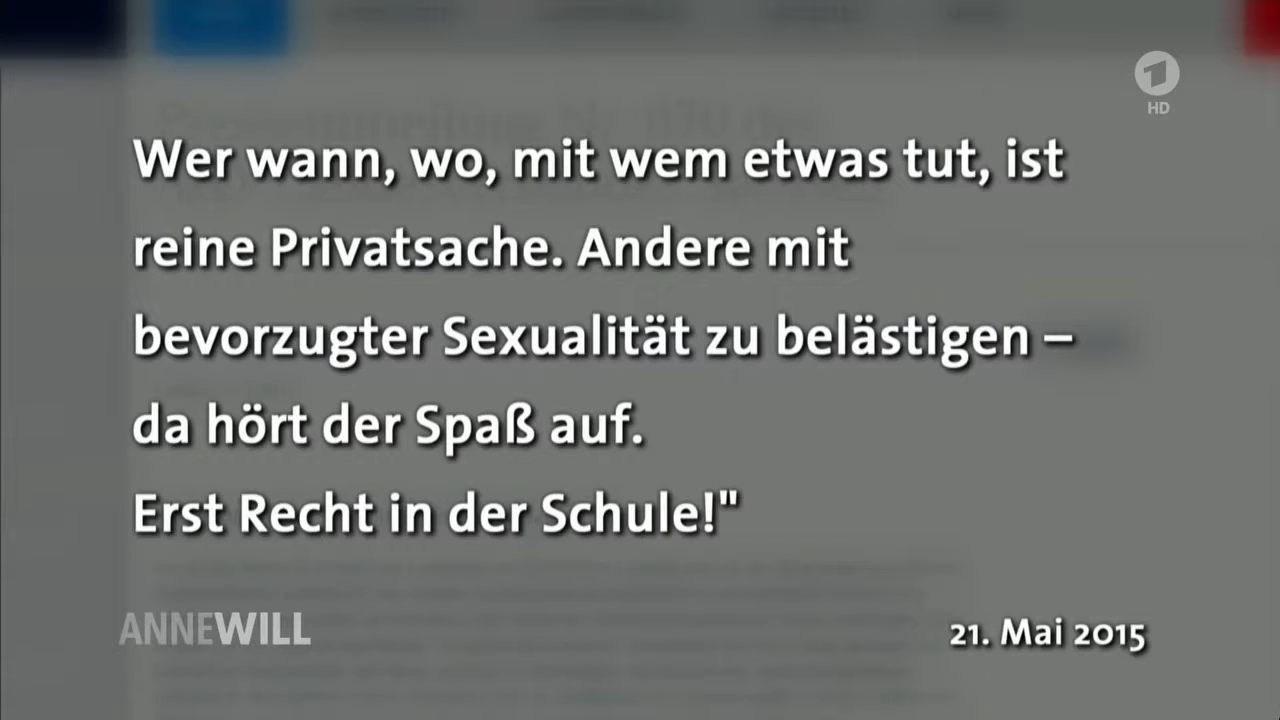 HD
Wer wann, wo, mit wem etwas tut, ist
reine Privatsache. Andere mit
bevorzugter Sexualität zu belästigen –
da hört der Spaß auf.
Erst Recht in der Schule!"
ANNEWILL
21. Mai 2015